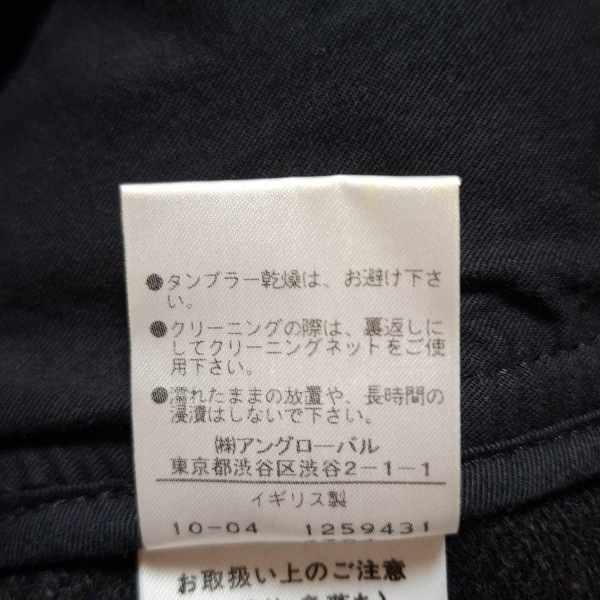 ●タンブラー乾燥は、お避け下さ
い。
●クリーニングの際は、裏返しに
してクリーニングネットをご使
用下さい。
●濡れたままの放置や、長時間の
浸漬はしないで下さい。
㈱アングローバル
東京都渋谷区渋谷2-1-1
イギリス製
10-04 1259431
お取扱い上のご注意